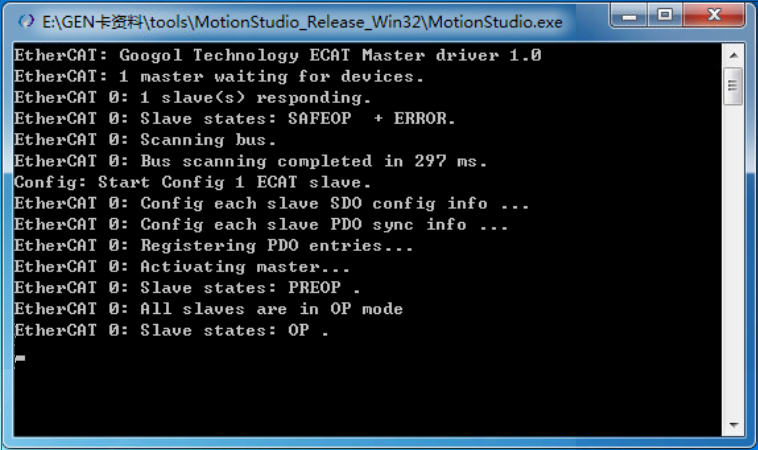 E:\GEN卡资料\tools\MotionStudio_Release_Win32\MotionStudio.exe
EtherCAT: Googol Technology ECAT Master driver 1.0
EtherCAT: 1 master waiting for devices.
EtherCAT 0: 1 slave(s) responding.
EtherCAT 0: Slave states: SAFEOP  + ERROR.
EtherCAT 0: Scanning bus.
EtherCAT 0: Bus scanning completed in 297 ms.
Config: Start Config 1 ECAT slave.
EtherCAT 0: Config each slave SDO config info ...
EtherCAT 0: Config each slave PDO sync info ...
EtherCAT 0: Registering PDO entries...
EtherCAT 0: Activating master...
EtherCAT 0: Slave states: PREOP .
EtherCAT 0: All slaves are in OP mode
EtherCAT 0: Slave states: OP .